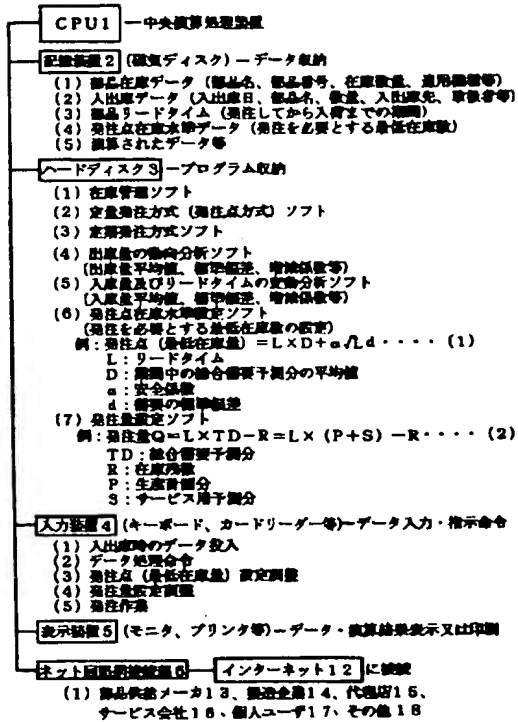 CPU1 ー中央演算処理装置
記憶装置2 (磁気ディスク) ーデータ収納
(1) 部品在庫データ (部品名、部品番号、在庫数量、適用機種等)
(2) 入出庫データ (入出庫日、部品名、数量、入出庫先、取扱者等)
(3) 部品リードタイム (発注してから入荷までの期間)
(4) 発注点在庫水準データ (発注を必要とする最低在庫数)
(5) 演算されたデータ等
ハードディスク3 ープログラム収納
(1) 在庫管理ソフト
(2) 定量発注方式 (発注点方式) ソフト
(3) 定期発注方式ソフト
(4) 出庫量の動向分析ソフト
(出庫量平均値、標準偏差、増減係数等)
(5) 入庫量及びリードタイムの変動分析ソフト
(入庫量平均値、標準偏差、増減係数等)
(6) 発注点在庫水準設定ソフト
(発注を必要とする最低在庫数の設定)
例:発注点 (最低在庫量) =L×D+α√Ld・・・・ (1)
L:リードタイム
D:期間中の総合需要予測分の平均値
α:安全係数
d:需要の標準偏差
(7) 発注量設定ソフト
例:発注量Q=L×TD-R=L× (P+S) -R・・・・ (2)
TD:総合需要予測分
R:在庫残数
P:生産計画分
S:サービス用予測分
入力装置4 (キーボード、カードリーダー等)ーデータ入力・指示命令
(1) 入出庫時のデータ投入
(2) データ処理命令
(3) 発注点 (最低在庫量) 設定調整
(4) 発注量設定調整
(5) 発注作業
表示装置5 (モニタ、プリンタ等) ーデータ・演算結果表示又は印刷
ネット回路網接続器6 インターネット12 に接続
(1) 部品供給メーカ13、製造企業14、代理店15、
サービス会社16、個人ユーザ17、その他18